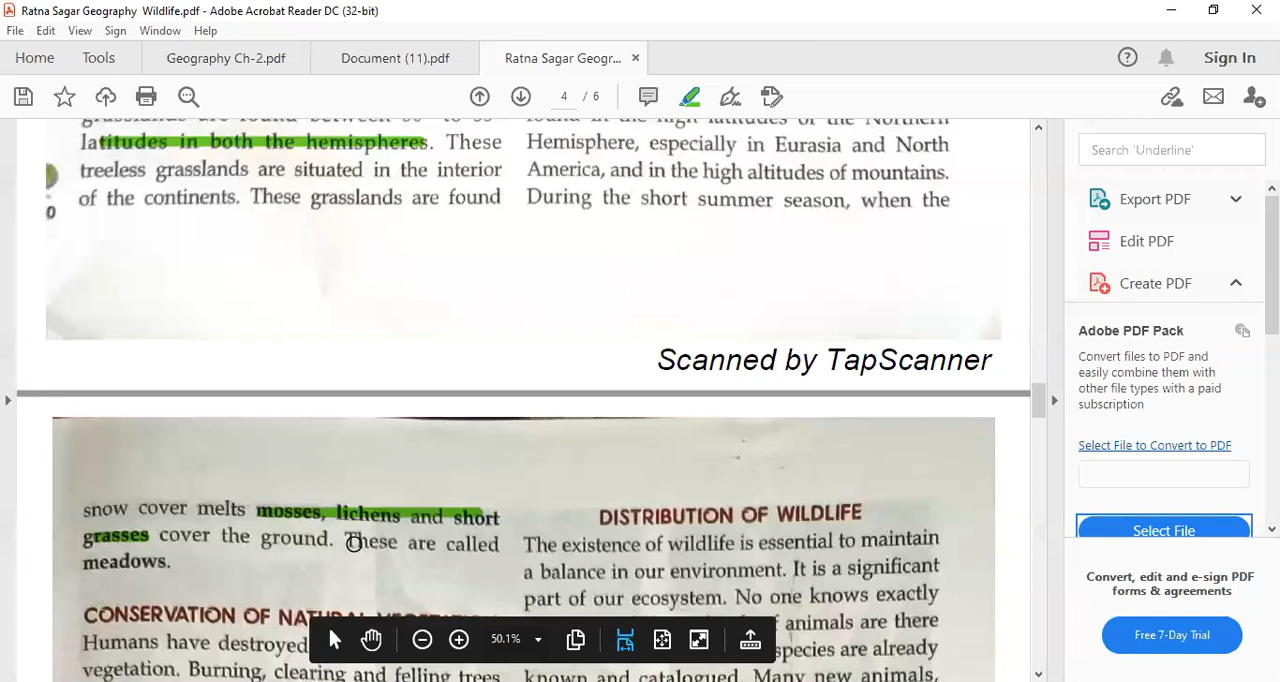 Ratna Sagar Geography Wildlife.pdf - Adobe Acrobat Reader DC (32-bit)
File Edit View Sign Window Help
Home Tools Geography Ch-2.pdf Document (11).pdf Ratna Sagar Geogr... × Sign In
4 / 6
latitudes in both the hemispheres. These
treeless grasslands are situated in the interior
of the continents. These grasslands are found
0
found in the high latitudes of the Northern
Hemisphere, especially in Eurasia and North
America, and in the high altitudes of mountains.
During the short summer season, when the
Scanned by TapScanner
snow cover melts mosses, lichens and short
grasses cover the ground. These are called
meadows.
CONSERVATION OF NATURAL
Humans have destroyed
vegetation. Burning, clearing and felling trees
DISTRIBUTION OF WILDLIFE
The existence of wildlife is essential to maintain
a balance in our environment. It is a significant
part of our ecosystem. No one knows exactly
animals are there
species are already
known and catalogued. Many new animals,
50.1%
Search 'Underline'
Export PDF
Edit PDF
Create PDF
Adobe PDF Pack
Convert files to PDF and
easily combine them with
other file types with a paid
subscription
Select File to Convert to PDF
Select File
Convert, edit and e-sign PDF
forms & agreements
Free 7-Day Trial